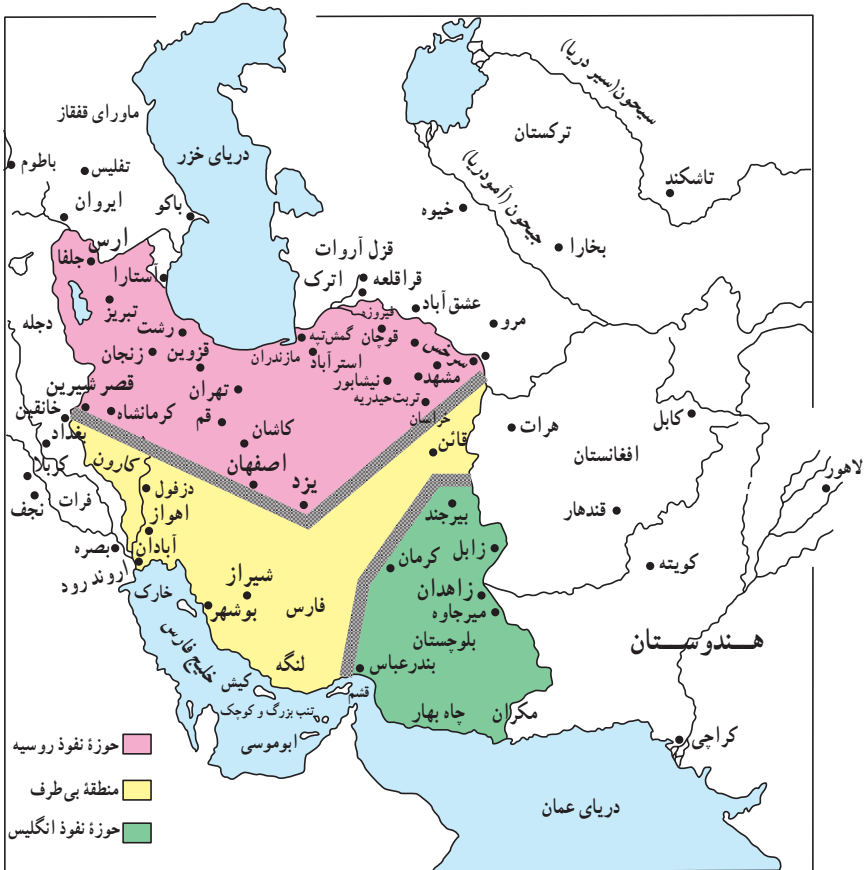 سیحون(سیر دریا)
ماورای قفقاز
ترکستان
دریای خزر
باطوم
تفلیس
جیحون (آمودریا)
تاشکند
ایروان
باکو
خیوه
بخارا
ارس
جلفا
قزل آروات
آستارا
اترک
قراقلعه
تبریز
عشق آباد
فیروزه
مرو
دجله
رشت
گمش‌تپه
قوچان
سرخس
زنجان
قزوین
مازندران
استرآباد
مشهد
نیشابور
قصر شیرین
تهران
تربت‌حیدریه
خانقین
کرمانشاه
قم
خراسان
هرات
کابل
بغداد
کاشان
قائن
افغانستان
کربلا
کارون
اصفهان
لاهور
نجف
فرات
دزفول
یزد
بیرجند
قندهار
اهواز
بصره
آبادان
زابل
کرمان
کویته
اروند رود
شیراز
زاهدان
خارک
بوشهر
فارس
میرجاوه
هــنـدوســـتان
بلوچستان
خلیج فارس
لنگه
بندرعباس
کیش
قشم
تنب بزرگ و کوچک
چاه بهار
مکران
ابوموسی
کراچی
حوزهٔ نفوذ روسیه
منطقهٔ بی‌طرف
دریای عمان
حوزهٔ نفوذ انگلیس